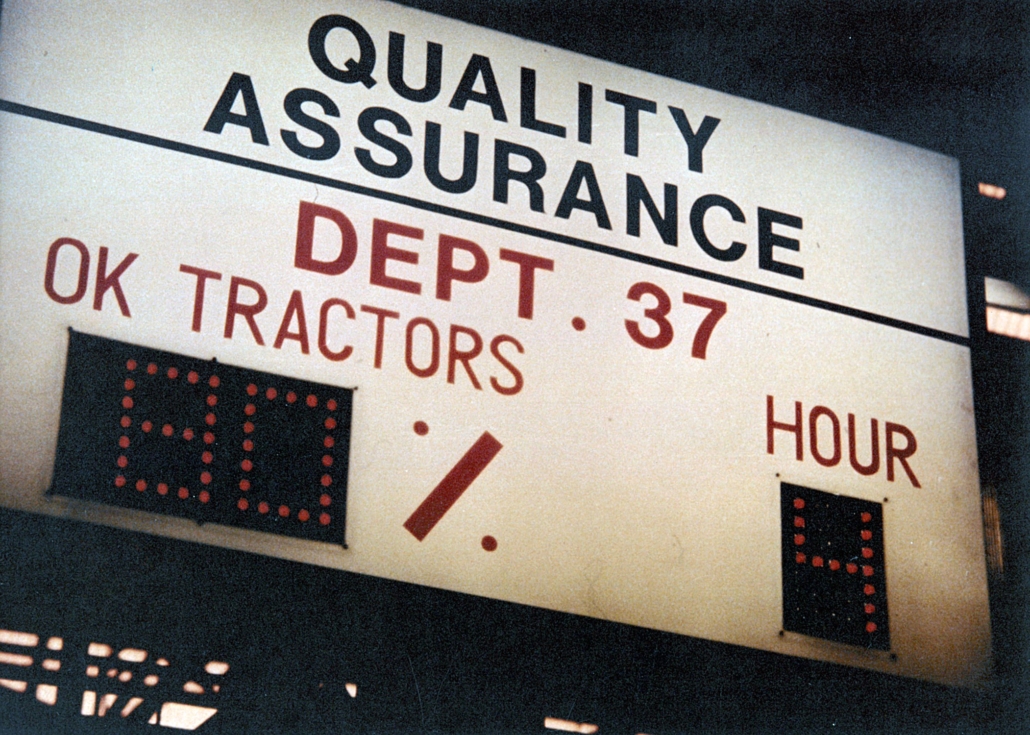 QUALITY
ASSURANCE
DEPT. 37
OK TRACTORS
HOUR
80 %
4